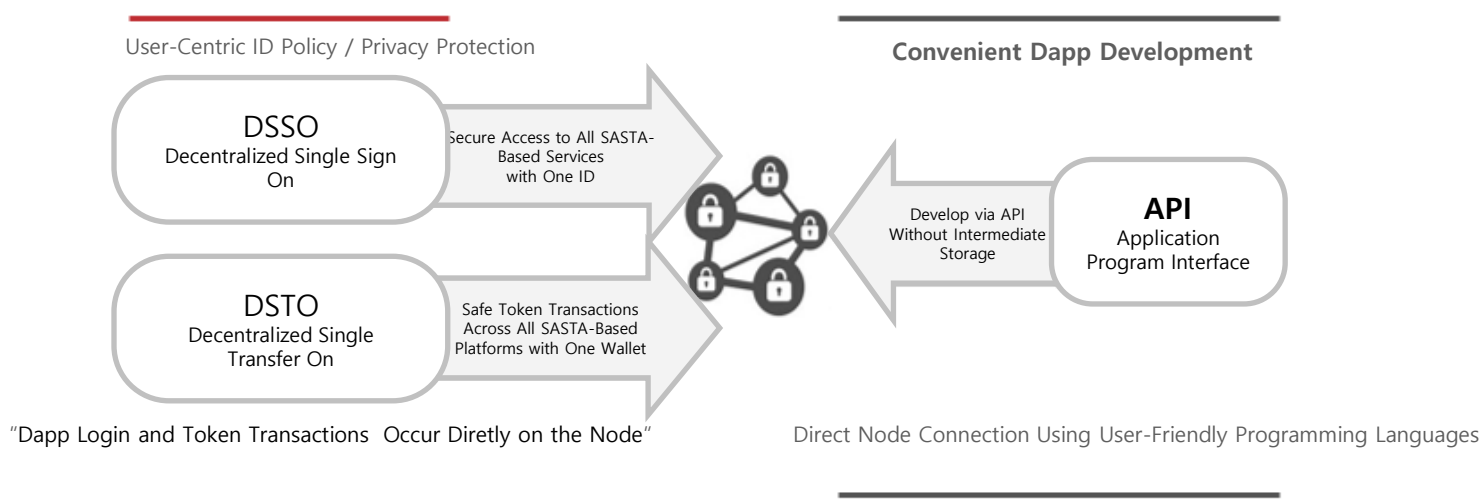 User-Centric ID Policy / Privacy Protection
Convenient Dapp Development
DSSO
Decentralized Single Sign
On
Secure Access to All SASTA-
Based Services
with One ID
DSTO
Decentralized Single
Transfer On
Safe Token Transactions
Across All SASTA-Based
Platforms with One Wallet
Develop via API
Without Intermediate
Storage
API
Application
Program Interface
“Dapp Login and Token Transactions Occur Diretly on the Node“
Direct Node Connection Using User-Friendly Programming Languages